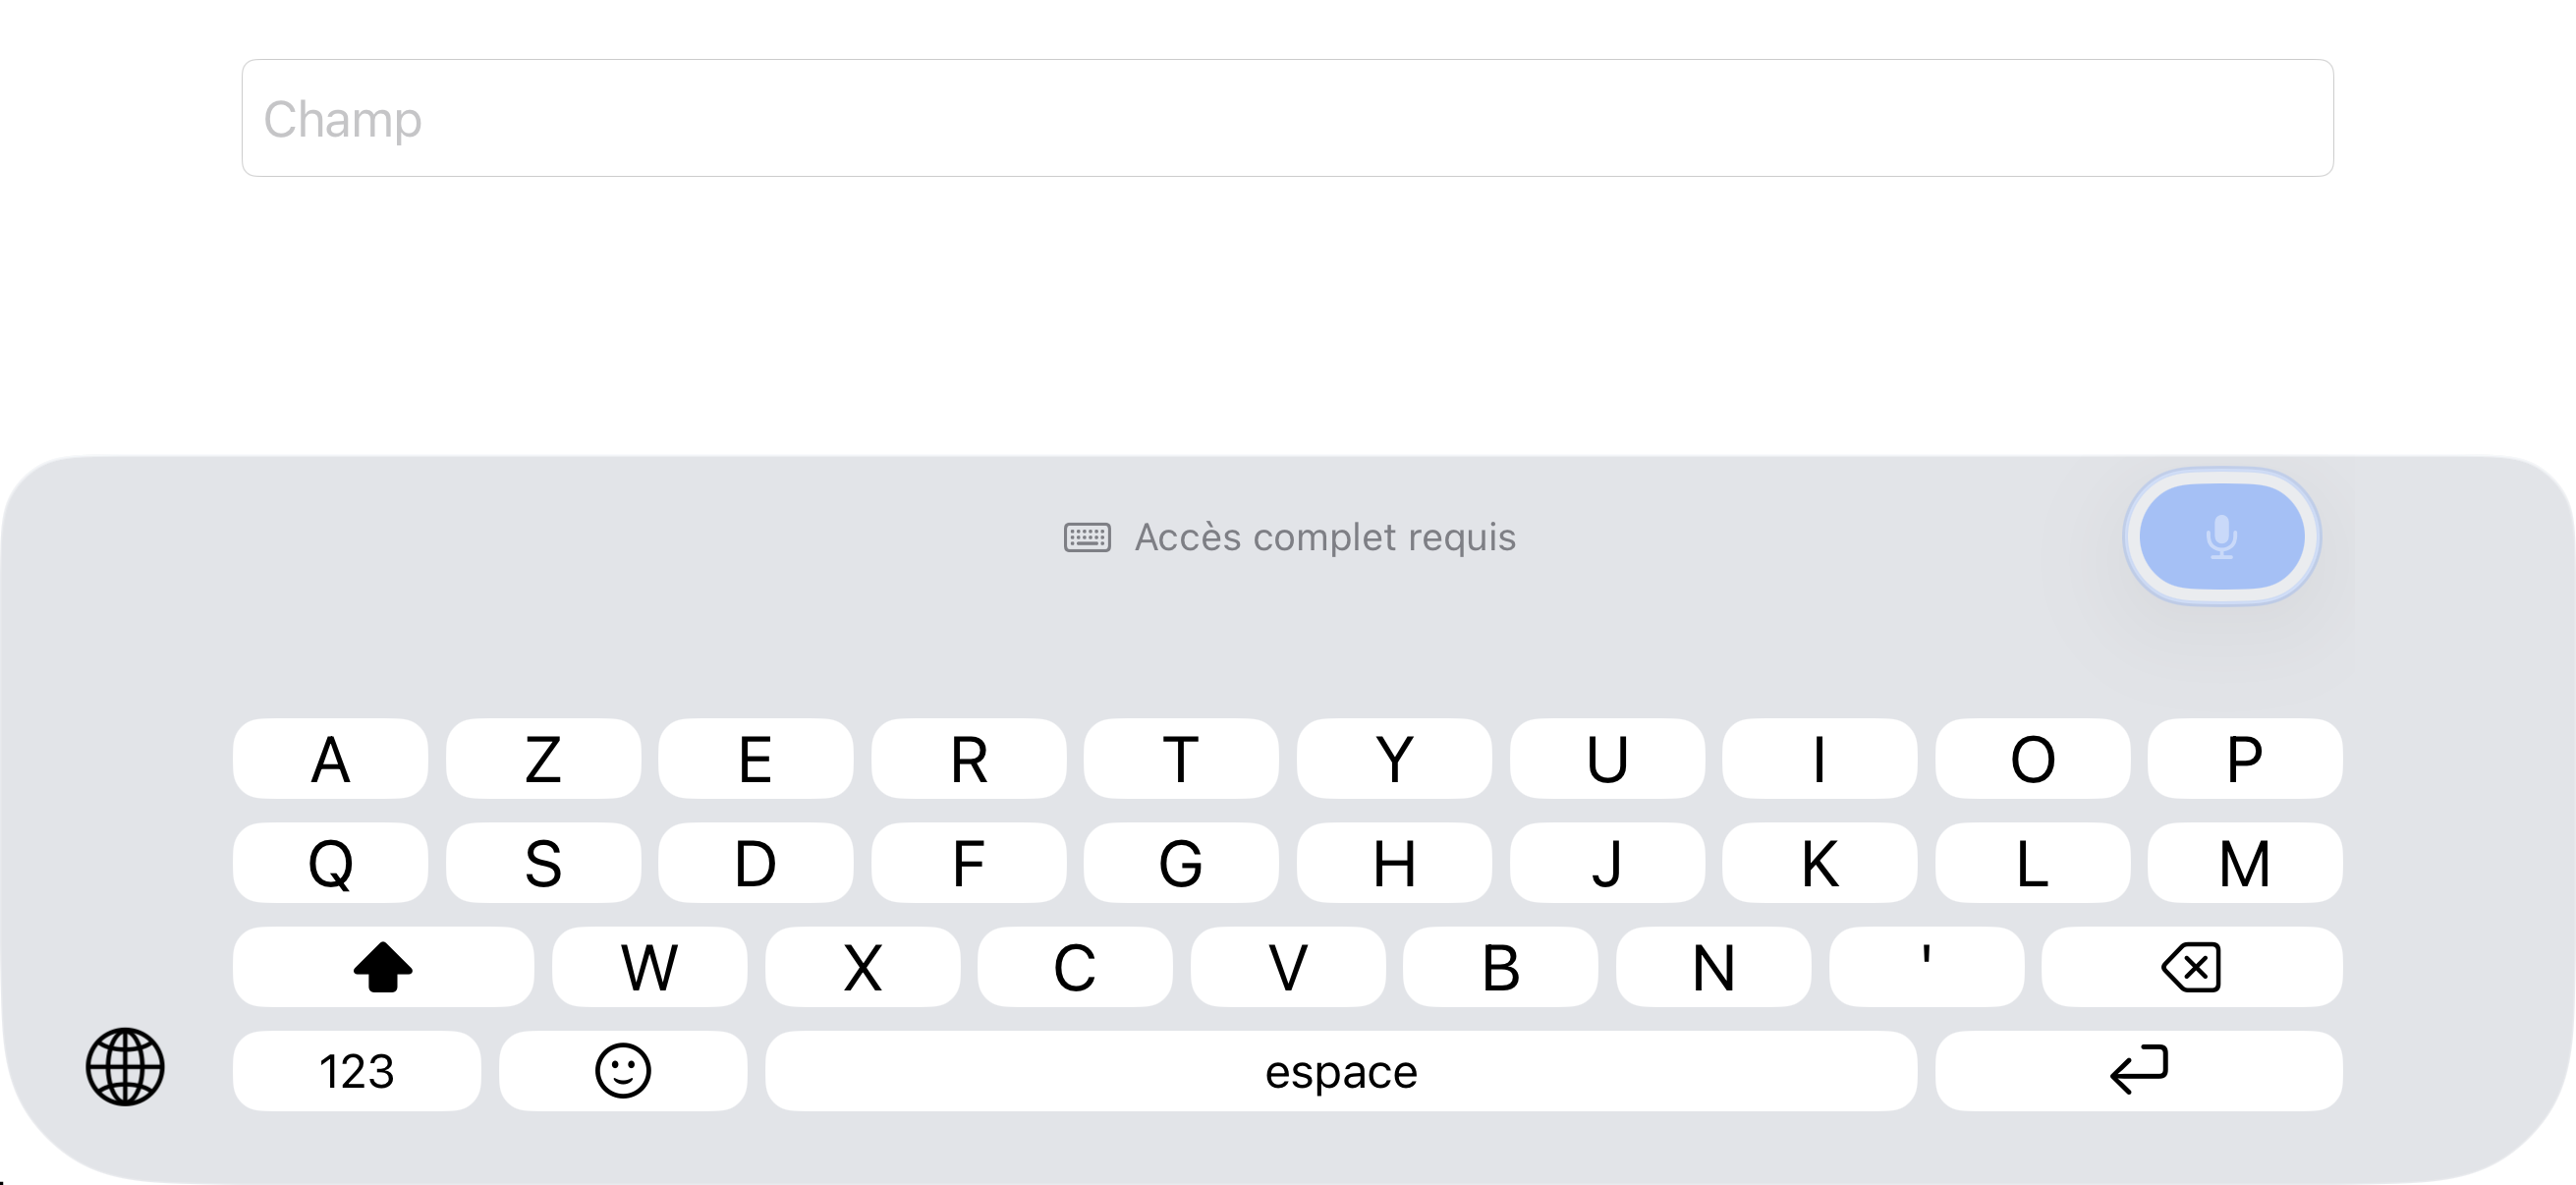 Champ
Accès complet requis
A Z E R T Y U I O P
Q S D F G H J K L M
W X C V B N '
123 espace